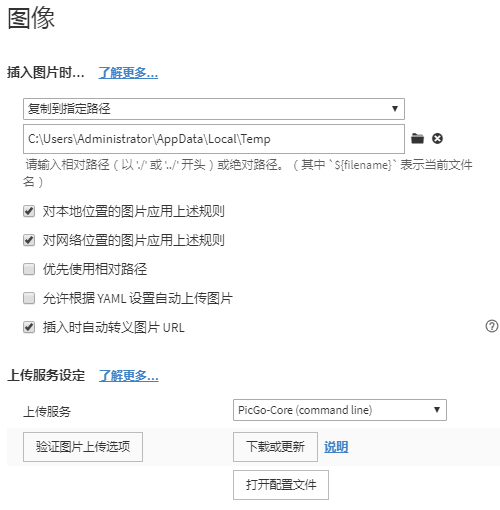 图像
插入图片时... 了解更多...
复制到指定路径
C:\Users\Administrator\AppData\Local\Temp
请输入相对路径（以 './' 或 '../' 开头）或绝对路径。（其中 `${filename}` 表示当前文件
名）
对本地位置的图片应用上述规则
对网络位置的图片应用上述规则
优先使用相对路径
允许根据 YAML 设置自动上传图片
插入时自动转义图片 URL
上传服务设定 了解更多...
上传服务 PicGo-Core (command line)
验证图片上传选项 下载或更新 说明
打开配置文件